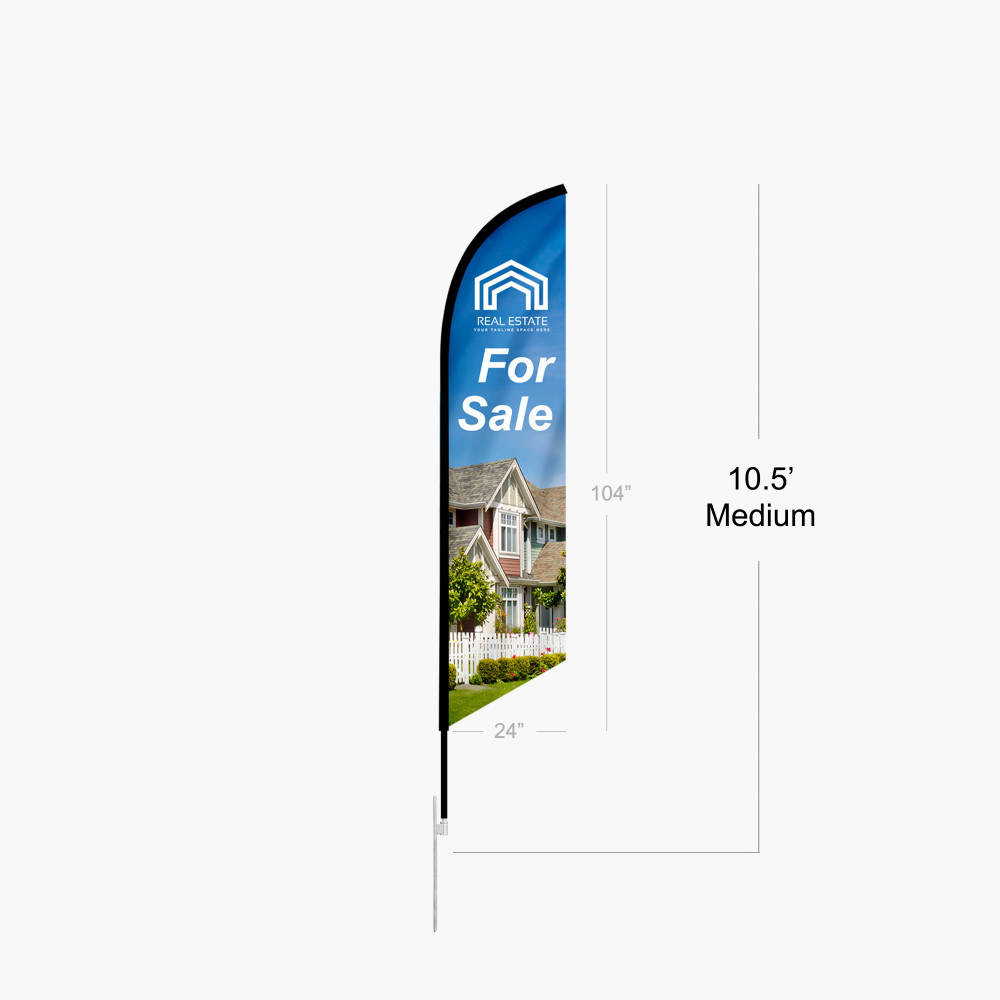 REAL ESTATE
YOUR TAGLINE SPACE HERE
For
Sale
104”
10.5’
Medium
24”